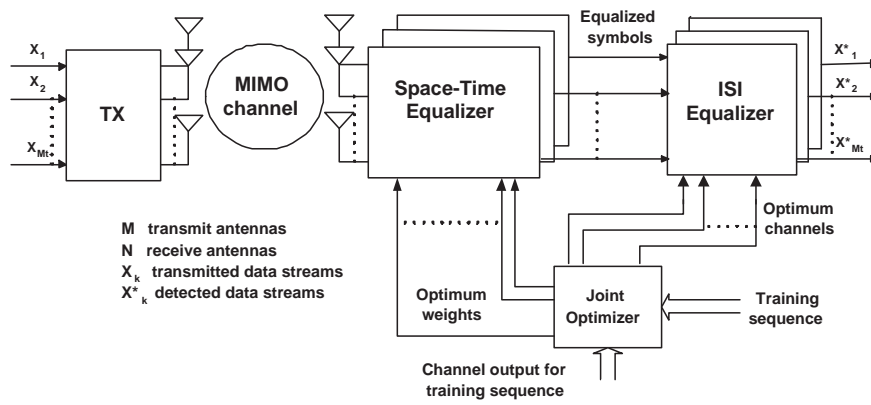 X1
X2
XMt
TX
MIMO
channel
Space-Time
Equalizer
Equalized
symbols
ISI
Equalizer
X*1
X*2
X*Mt
M transmit antennas
N receive antennas
Xk transmitted data streams
X*k detected data streams
Optimum
weights
Joint
Optimizer
Optimum
channels
Training
sequence
Channel output for
training sequence